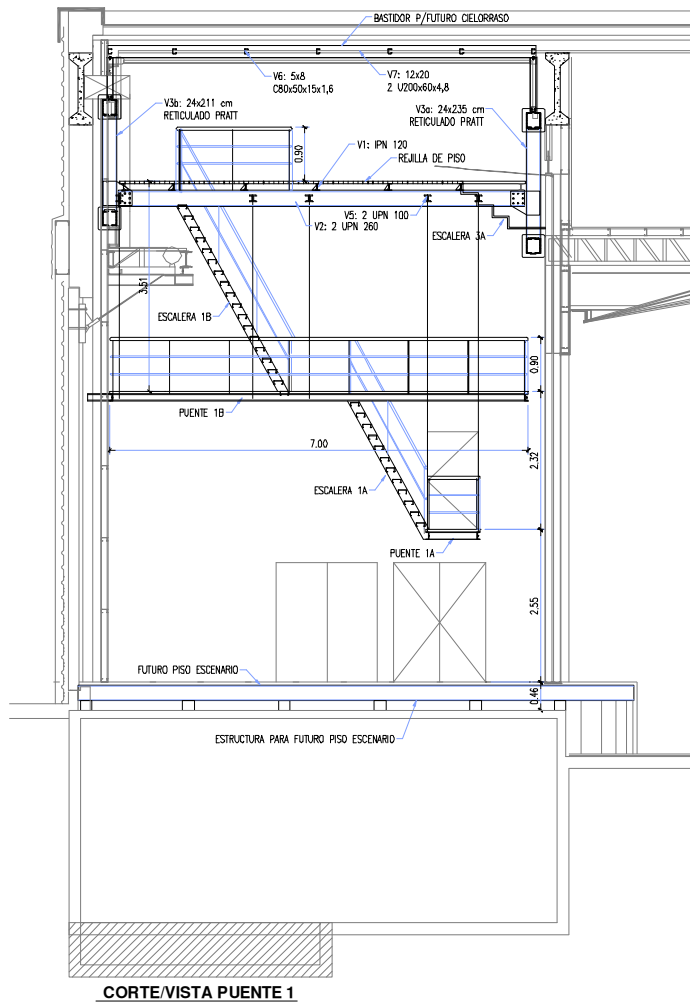 BASTIDOR P/FUTURO CIELORRASO
V6: 5x8
C80x50x15x1,6
V7: 12x20
2 U200x60x4,8
V3b: 24x211 cm
RETICULADO PRATT
V3a: 24x235 cm
RETICULADO PRATT
V1: IPN 120
0.90
REJILLA DE PISO
V5: 2 UPN 100
V2: 2 UPN 260
ESCALERA 3A
3.51
ESCALERA 1B
0.90
PUENTE 1B
7.00
2.32
ESCALERA 1A
PUENTE 1A
2.55
FUTURO PISO ESCENARIO
0.46
ESTRUCTURA PARA FUTURO PISO ESCENARIO
CORTE/VISTA PUENTE 1